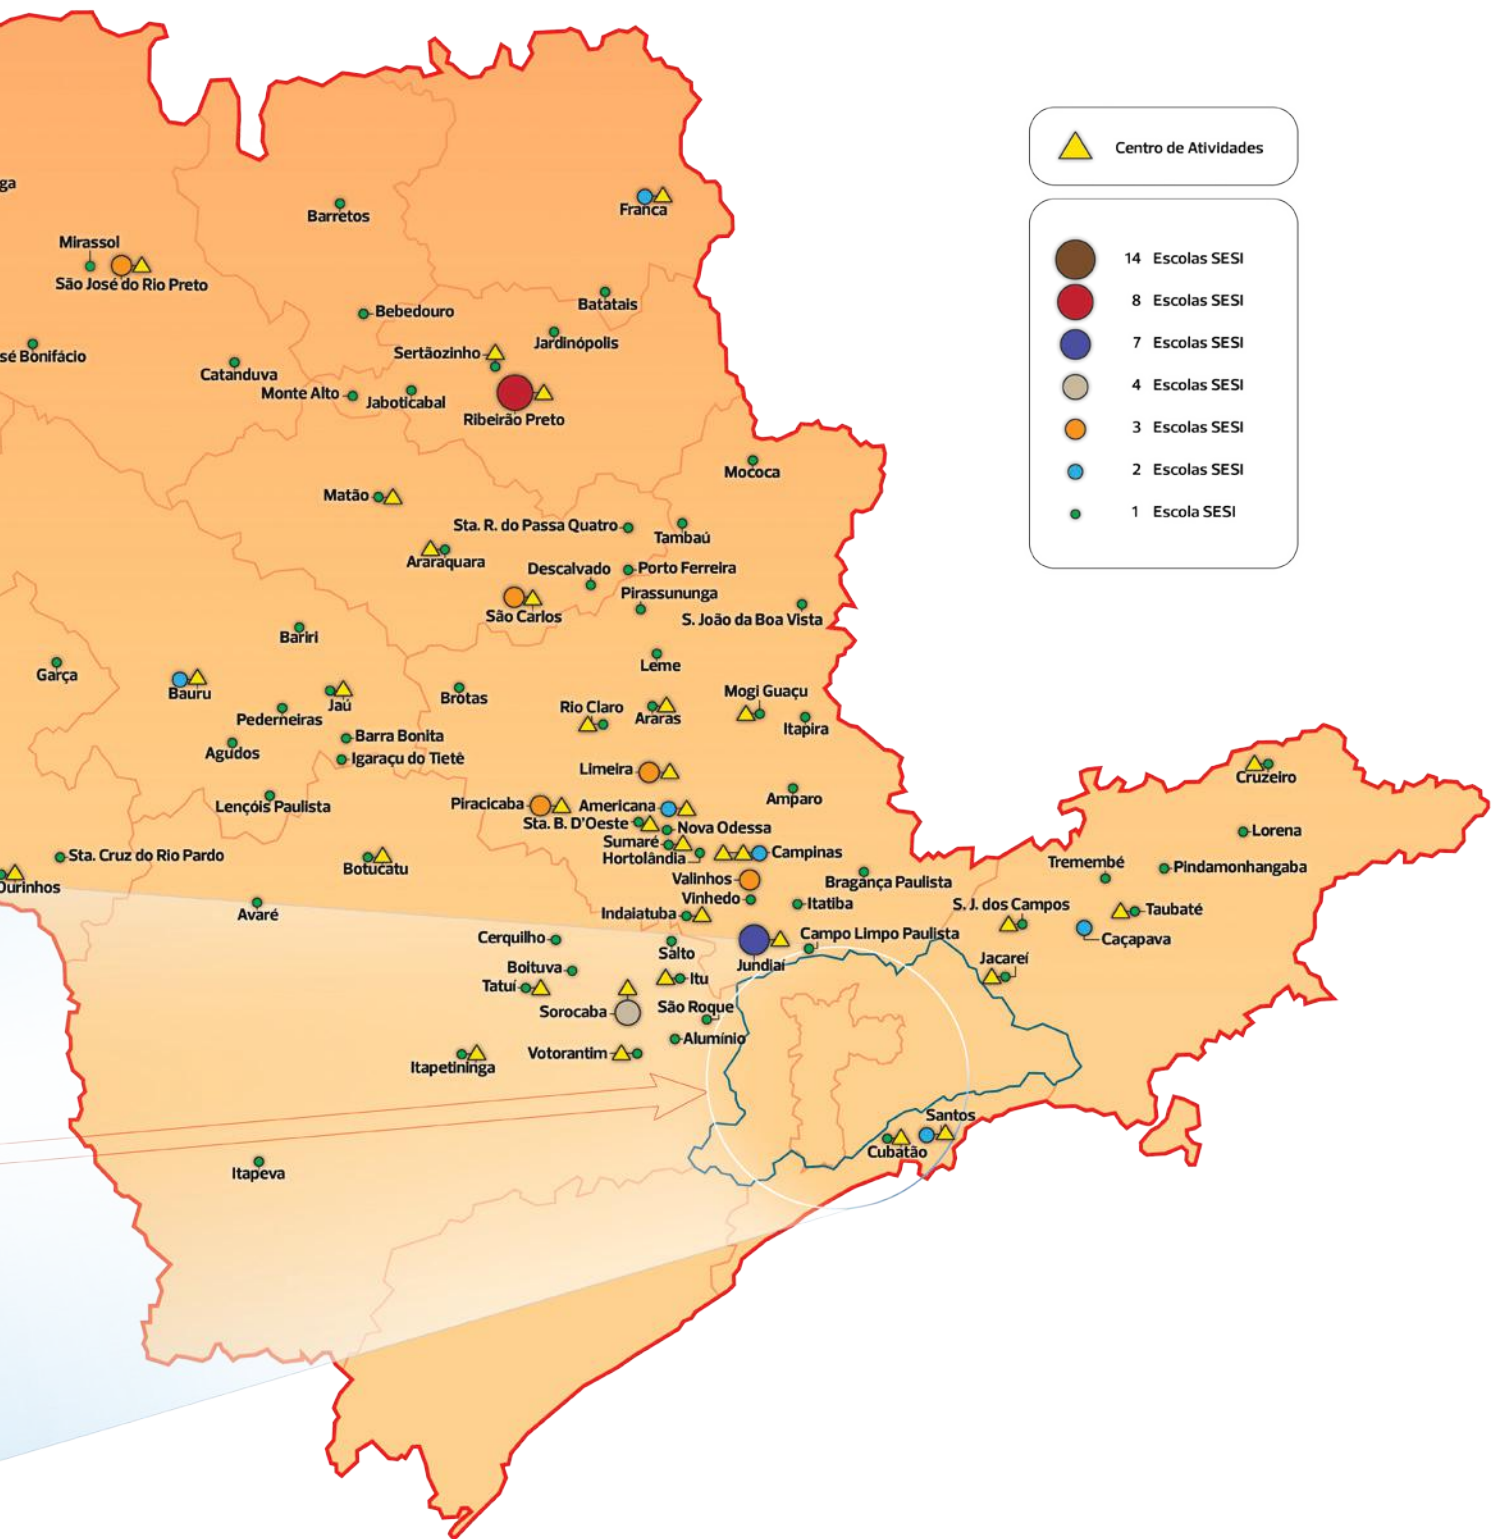 Centro de Atividades
14 Escolas SESI
8 Escolas SESI
7 Escolas SESI
4 Escolas SESI
3 Escolas SESI
2 Escolas SESI
1 Escola SESI
ga
Barretos
Franca
Mirassol
São José do Rio Preto
Batatais
Bebedouro
Jardinópolis
sé Bonifácio
Sertãozinho
Catanduva
Monte Alto
Jaboticabal
Ribeirão Preto
Mococa
Matão
Sta. R. do Passa Quatro
Tambaú
Araraquara
Descalvado
Porto Ferreira
Pirassununga
São Carlos
S. João da Boa Vista
Bariri
Leme
Garça
Bauru
Jaú
Brotas
Mogi Guaçu
Rio Claro
Araras
Itapira
Pederneiras
Barra Bonita
Agudos
Igaraçu do Tietê
Limeira
Cruzeiro
Lençóis Paulista
Piracicaba
Americana
Amparo
Sta. B. D'Oeste
Nova Odessa
Lorena
Sumaré
Hortolândia
Campinas
Sta. Cruz do Rio Pardo
Botucatu
Tremembé
Pindamonhangaba
Ourinhos
Valinhos
Bragança Paulista
Vinhedo
Itatiba
S. J. dos Campos
Taubaté
Avaré
Indaiatuba
Campo Limpo Paulista
Caçapava
Cerquilho
Salto
Jundiaí
Jacareí
Boituva
Tatuí
Itu
Sorocaba
São Roque
Alumínio
Votorantim
Itapetininga
Santos
Cubatão
Itapeva